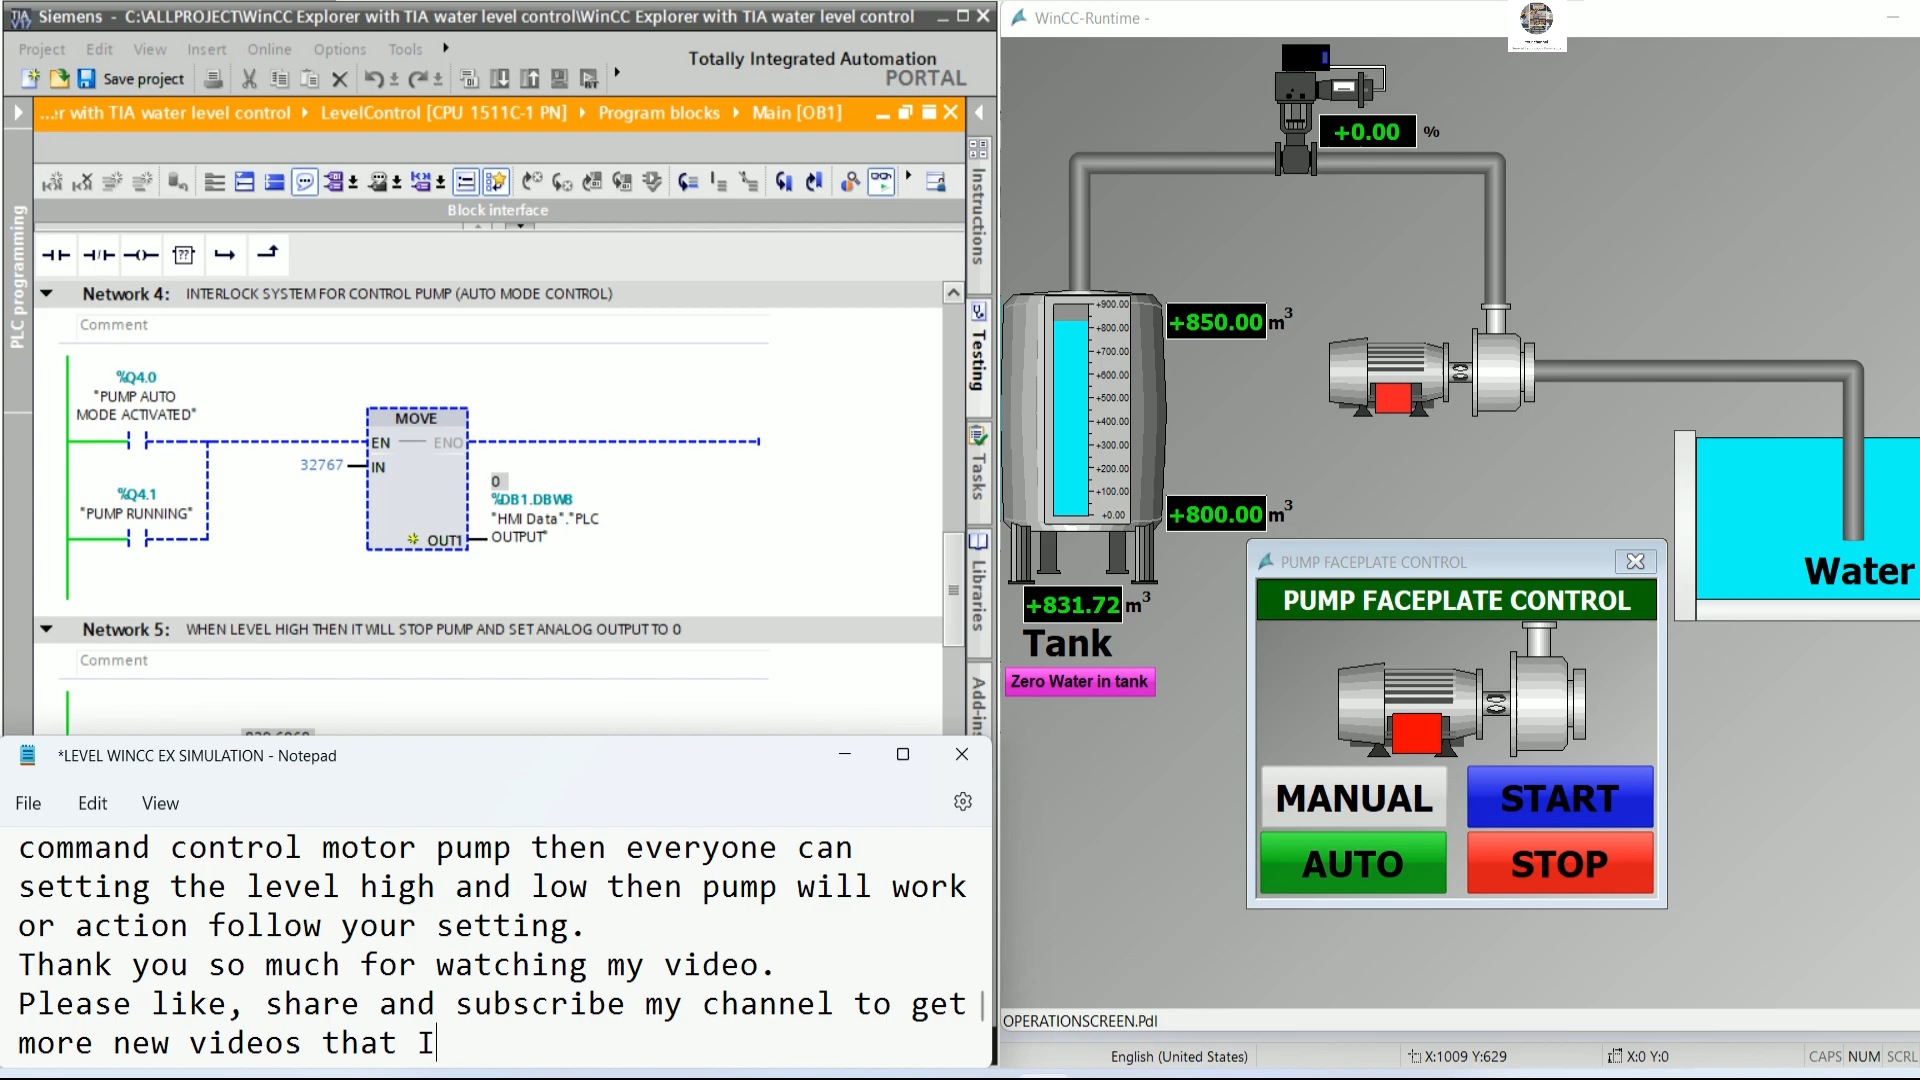 Siemens - C:\ALLPROJECT\WinCC Explorer with TIA water level control\WinCC Explorer with TIA water level control
Project Edit View Insert Online Options Tools
Totally Integrated Automation
PORTAL
Save project
...er with TIA water level control LevelControl [CPU 1511C-1 PN] Program blocks Main [OB1]
Block interface
PLC programming
Instructions
Testing
Tasks
Libraries
Add-ins
Network 4: INTERLOCK SYSTEM FOR CONTROL PUMP (AUTO MODE CONTROL)
Comment
%Q4.0
"PUMP AUTO
MODE ACTIVATED"
MOVE
EN ENO
32767 IN
%Q4.1
"PUMP RUNNING"
0
%DB1.DBW8
"HMI Data"."PLC
OUTPUT"
OUT1
Network 5: WHEN LEVEL HIGH THEN IT WILL STOP PUMP AND SET ANALOG OUTPUT TO 0
Comment
*LEVEL WINCC EX SIMULATION - Notepad
File Edit View
command control motor pump then everyone can
setting the level high and low then pump will work
or action follow your setting.
Thank you so much for watching my video.
Please like, share and subscribe my channel to get
more new videos that I
WinCC-Runtime -
+0.00 %
+900.00
+800.00
+700.00
+600.00
+500.00
+400.00
+300.00
+200.00
+100.00
+0.00
+850.00 m3
+800.00 m3
+831.72 m3
Tank
Zero Water in tank
Water
PUMP FACEPLATE CONTROL
PUMP FACEPLATE CONTROL
MANUAL START
AUTO STOP
OPERATIONSCREEN.Pdl
English (United States) X:1009 Y:629 X:0 Y:0 CAPS NUM SCRL